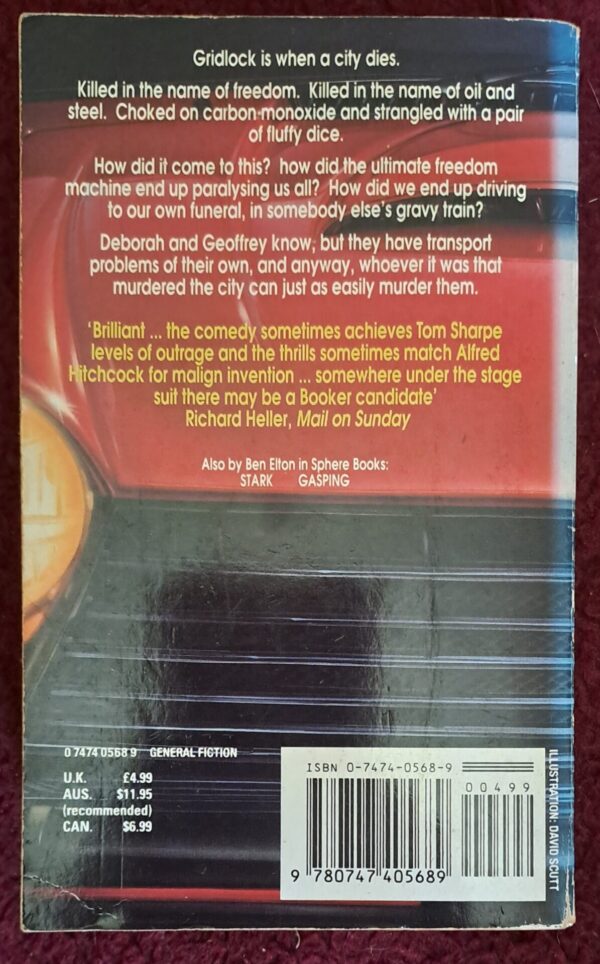 Gridlock is when a city dies.
Killed in the name of freedom. Killed in the name of oil and
steel. Choked on carbon-monoxide and strangled with a pair
of fluffy dice.
How did it come to this? how did the ultimate freedom
machine end up paralysing us all? How did we end up driving
to our own funeral, in somebody else's gravy train?
Deborah and Geoffrey know, but they have transport
problems of their own, and anyway, whoever it was that
murdered the city can just as easily murder them.
'Brilliant ... the comedy sometimes achieves Tom Sharpe
levels of outrage and the thrills sometimes match Alfred
Hitchcock for malign invention ... somewhere under the stage
suit there may be a Booker candidate'
Richard Heller, Mail on Sunday
Also by Ben Elton in Sphere Books:
STARK GASPING
0 7474 0568 9 GENERAL FICTION
U.K. £4.99
AUS. $11.95
(recommended)
CAN. $6.99
ISBN 0-7474-0568-9
00499
9 780747 405689
ILLUSTRATION: DAVID SCUTT